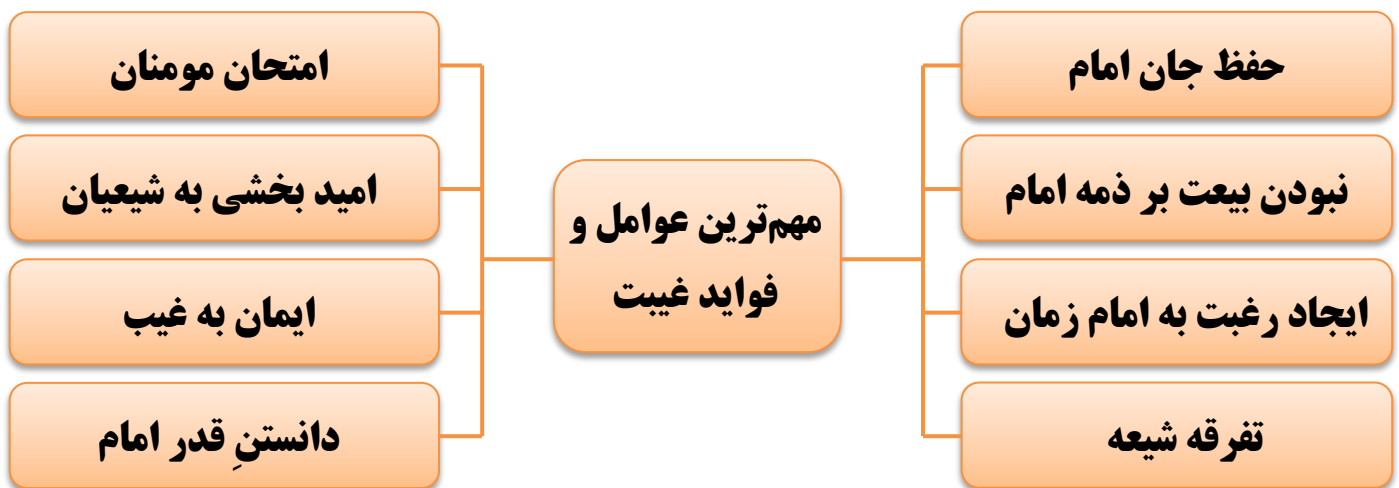 مهم‌ترین عوامل و
فواید غیبت
حفظ جان امام
نبودن بیعت بر ذمه امام
ایجاد رغبت به امام زمان
تفرقه شیعه
امتحان مومنان
امید بخشی به شیعیان
ایمان به غیب
دانستنِ قدر امام